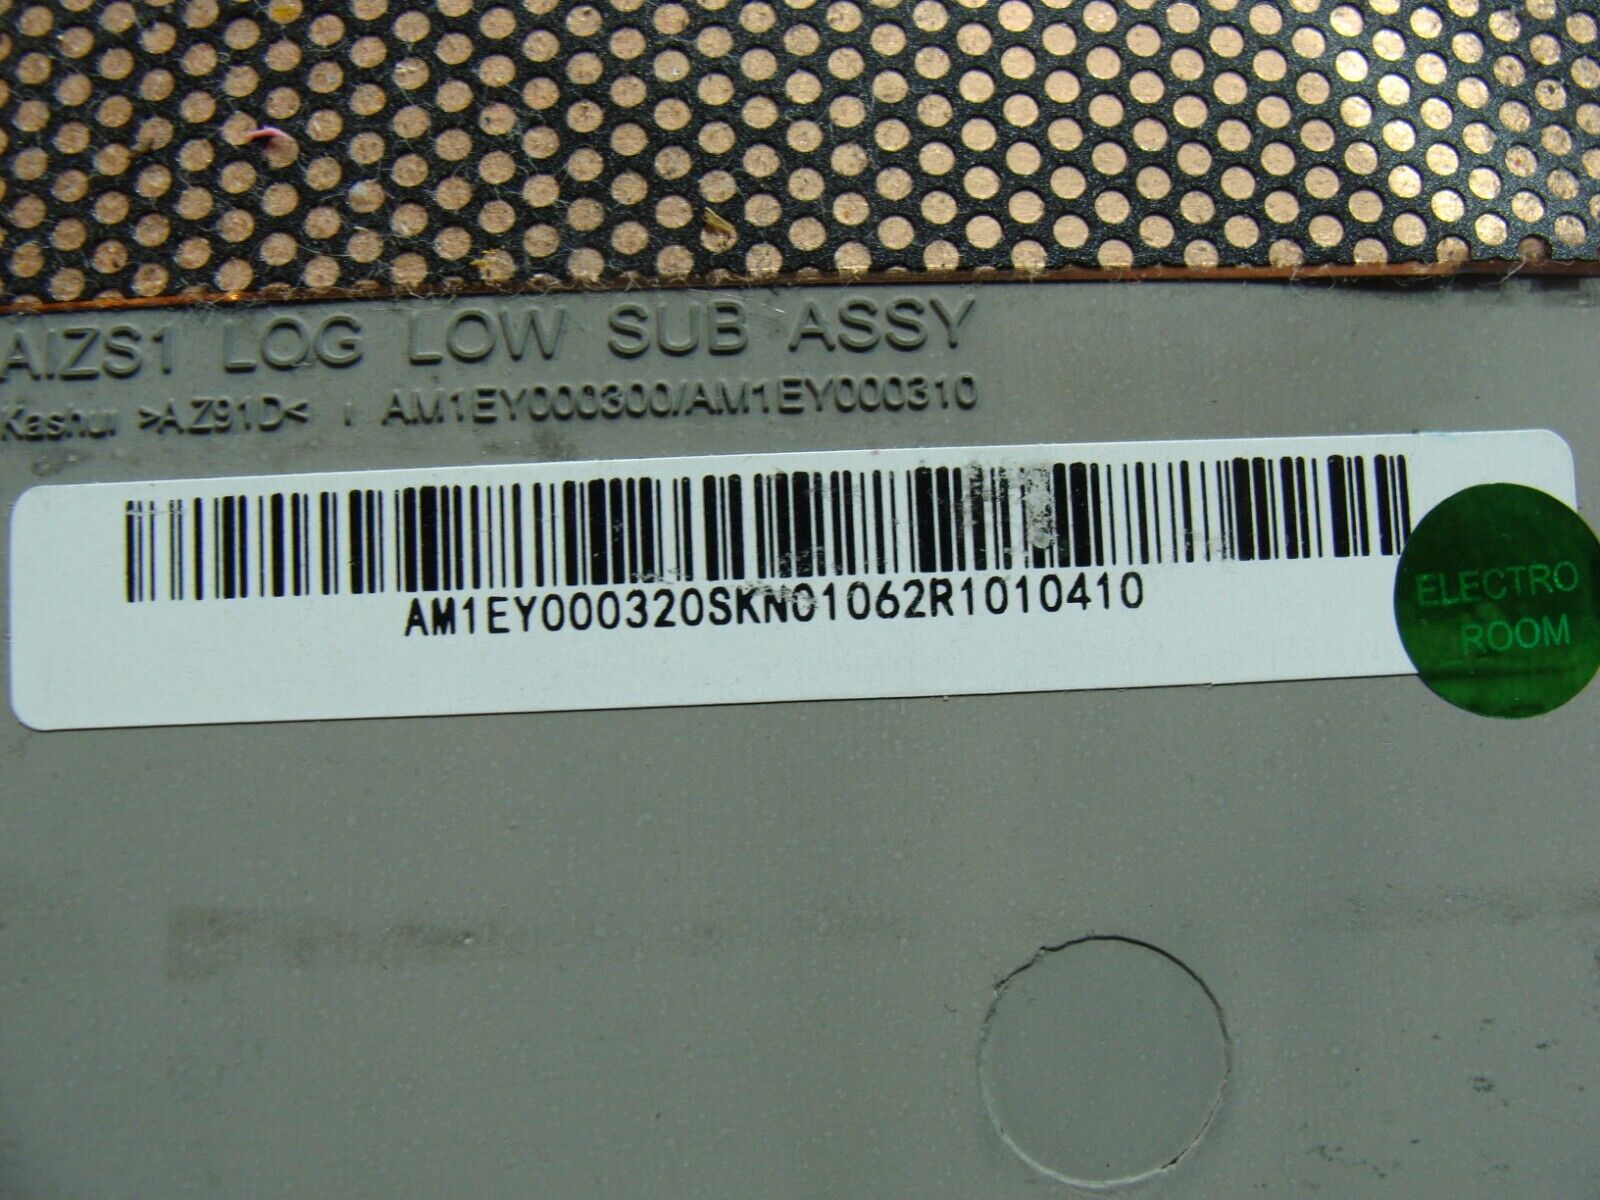 AIZS1 LOG LOW SUB ASSY
Kashui >AZ91D< AM1EY000300/AM1EY000310
AM1EY000320SKN01062R1010410
ELECTRO
ROOM